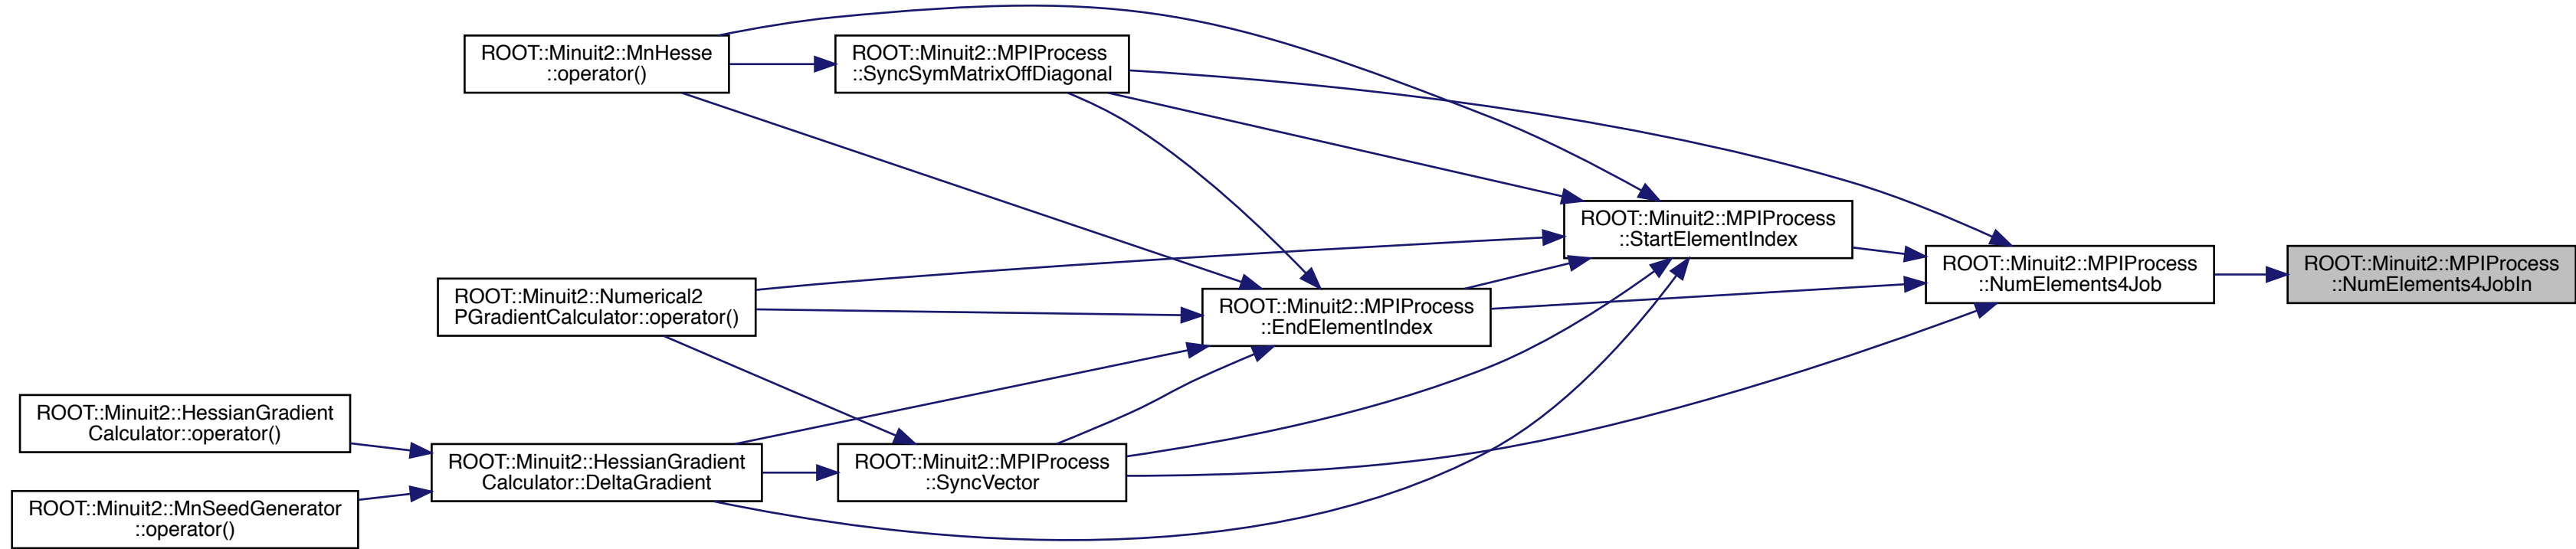 ROOT::Minuit2::MnHesse
::operator()
ROOT::Minuit2::MPIProcess
::SyncSymMatrixOffDiagonal
ROOT::Minuit2::MPIProcess
::StartElementIndex
ROOT::Minuit2::MPIProcess
::NumElements4Job
ROOT::Minuit2::MPIProcess
::NumElements4JobIn
ROOT::Minuit2::Numerical2
PGradientCalculator::operator()
ROOT::Minuit2::MPIProcess
::EndElementIndex
ROOT::Minuit2::HessianGradient
Calculator::operator()
ROOT::Minuit2::HessianGradient
Calculator::DeltaGradient
ROOT::Minuit2::MPIProcess
::SyncVector
ROOT::Minuit2::MnSeedGenerator
::operator()